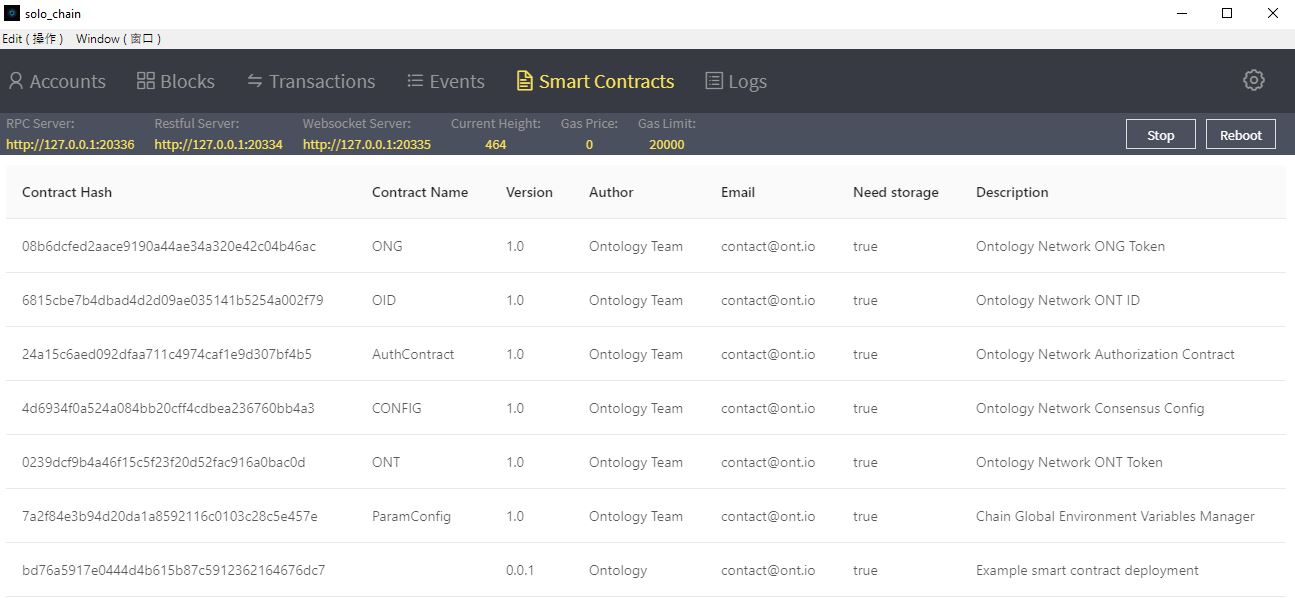 solo_chain
Edit ( 操作 ) Window ( 窗口 )
Accounts Blocks Transactions Events Smart Contracts Logs
RPC Server: Restful Server: Websocket Server: Current Height: Gas Price: Gas Limit:
http://127.0.0.1:20336 http://127.0.0.1:20334 http://127.0.0.1:20335 464 0 20000 Stop Reboot
Contract Hash Contract Name Version Author Email Need storage Description
08b6dcfed2aace9190a44ae34a320e42c04b46ac ONG 1.0 Ontology Team contact@ont.io true Ontology Network ONG Token
6815cbe7b4dbad4d2d09ae035141b5254a002f79 OID 1.0 Ontology Team contact@ont.io true Ontology Network ONT ID
24a15c6aed092dfaa711c4974caf1e9d307bf4b5 AuthContract 1.0 Ontology Team contact@ont.io true Ontology Network Authorization Contract
4d6934f0a524a084bb20cff4cdbea236760bb4a3 CONFIG 1.0 Ontology Team contact@ont.io true Ontology Network Consensus Config
0239dcf9b4a46f15c5f23f20d52fac916a0bac0d ONT 1.0 Ontology Team contact@ont.io true Ontology Network ONT Token
7a2f84e3b94d20da1a8592116c0103c28c5e457e ParamConfig 1.0 Ontology Team contact@ont.io true Chain Global Environment Variables Manager
bd76a5917e0444d4b615b87c5912362164676dc7 0.0.1 Ontology contact@ont.io true Example smart contract deployment